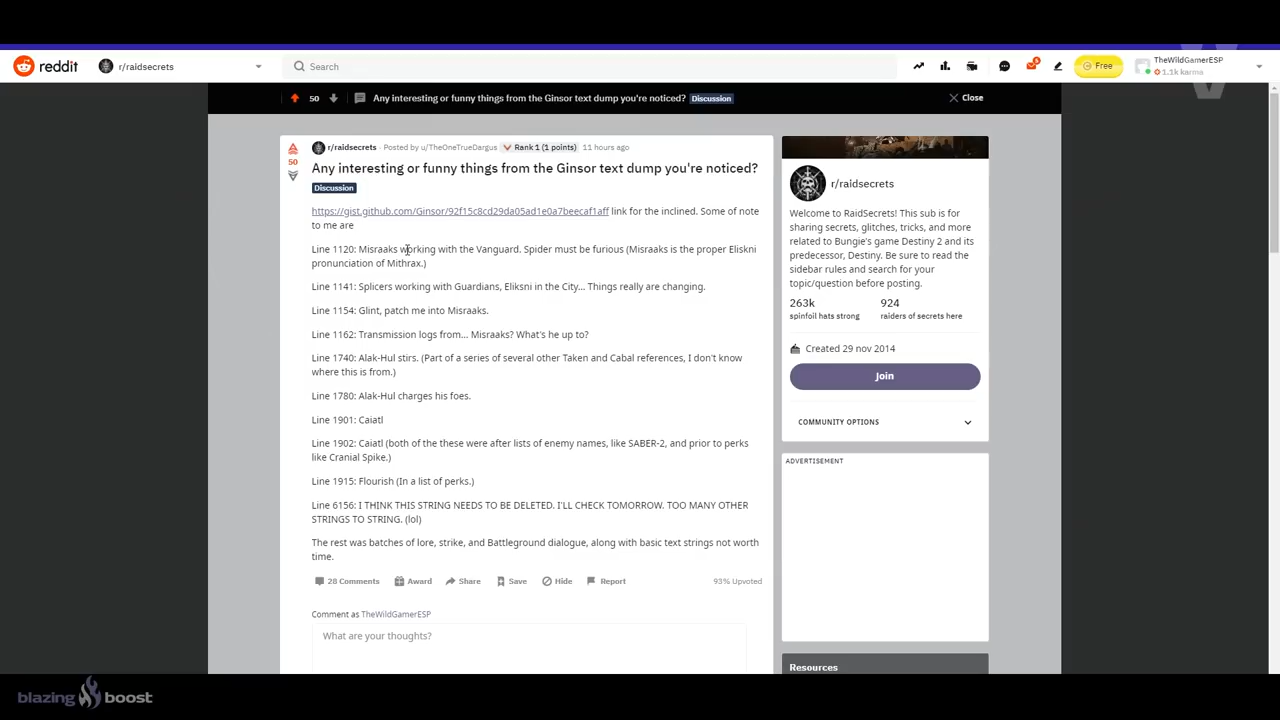 reddit
r/raidsecrets
Search
5
Free
TheWildGamerESP
1.1k karma
50
Any interesting or funny things from the Ginsor text dump you're noticed?
Discussion
Close
r/raidsecrets · Posted by u/TheOneTrueDargus Rank 1 (1 points) 11 hours ago
50
Any interesting or funny things from the Ginsor text dump you're noticed?
Discussion
https://gist.github.com/Ginsor/92f15c8cd29da05ad1e0a7beecaf1aff link for the inclined. Some of note
to me are
Line 1120: Misraaks working with the Vanguard. Spider must be furious (Misraaks is the proper Eliskni
pronunciation of Mithrax.)
Line 1141: Splicers working with Guardians, Eliksni in the City... Things really are changing.
Line 1154: Glint, patch me into Misraaks.
Line 1162: Transmission logs from... Misraaks? What's he up to?
Line 1740: Alak-Hul stirs. (Part of a series of several other Taken and Cabal references, I don't know
where this is from.)
Line 1780: Alak-Hul charges his foes.
Line 1901: Caiatl
Line 1902: Caiatl (both of the these were after lists of enemy names, like SABER-2, and prior to perks
like Cranial Spike.)
Line 1915: Flourish (In a list of perks.)
Line 6156: I THINK THIS STRING NEEDS TO BE DELETED. I'LL CHECK TOMORROW. TOO MANY OTHER
STRINGS TO STRING. (lol)
The rest was batches of lore, strike, and Battleground dialogue, along with basic text strings not worth
time.
28 Comments
Award
Share
Save
Hide
Report
93% Upvoted
Comment as TheWildGamerESP
What are your thoughts?
r/raidsecrets
Welcome to RaidSecrets! This sub is for
sharing secrets, glitches, tricks, and more
related to Bungie's game Destiny 2 and its
predecessor, Destiny. Be sure to read the
sidebar rules and search for your
topic/question before posting.
263k
924
spinfoil hats strong
raiders of secrets here
Created 29 nov 2014
Join
COMMUNITY OPTIONS
ADVERTISEMENT
Resources
blazing boost